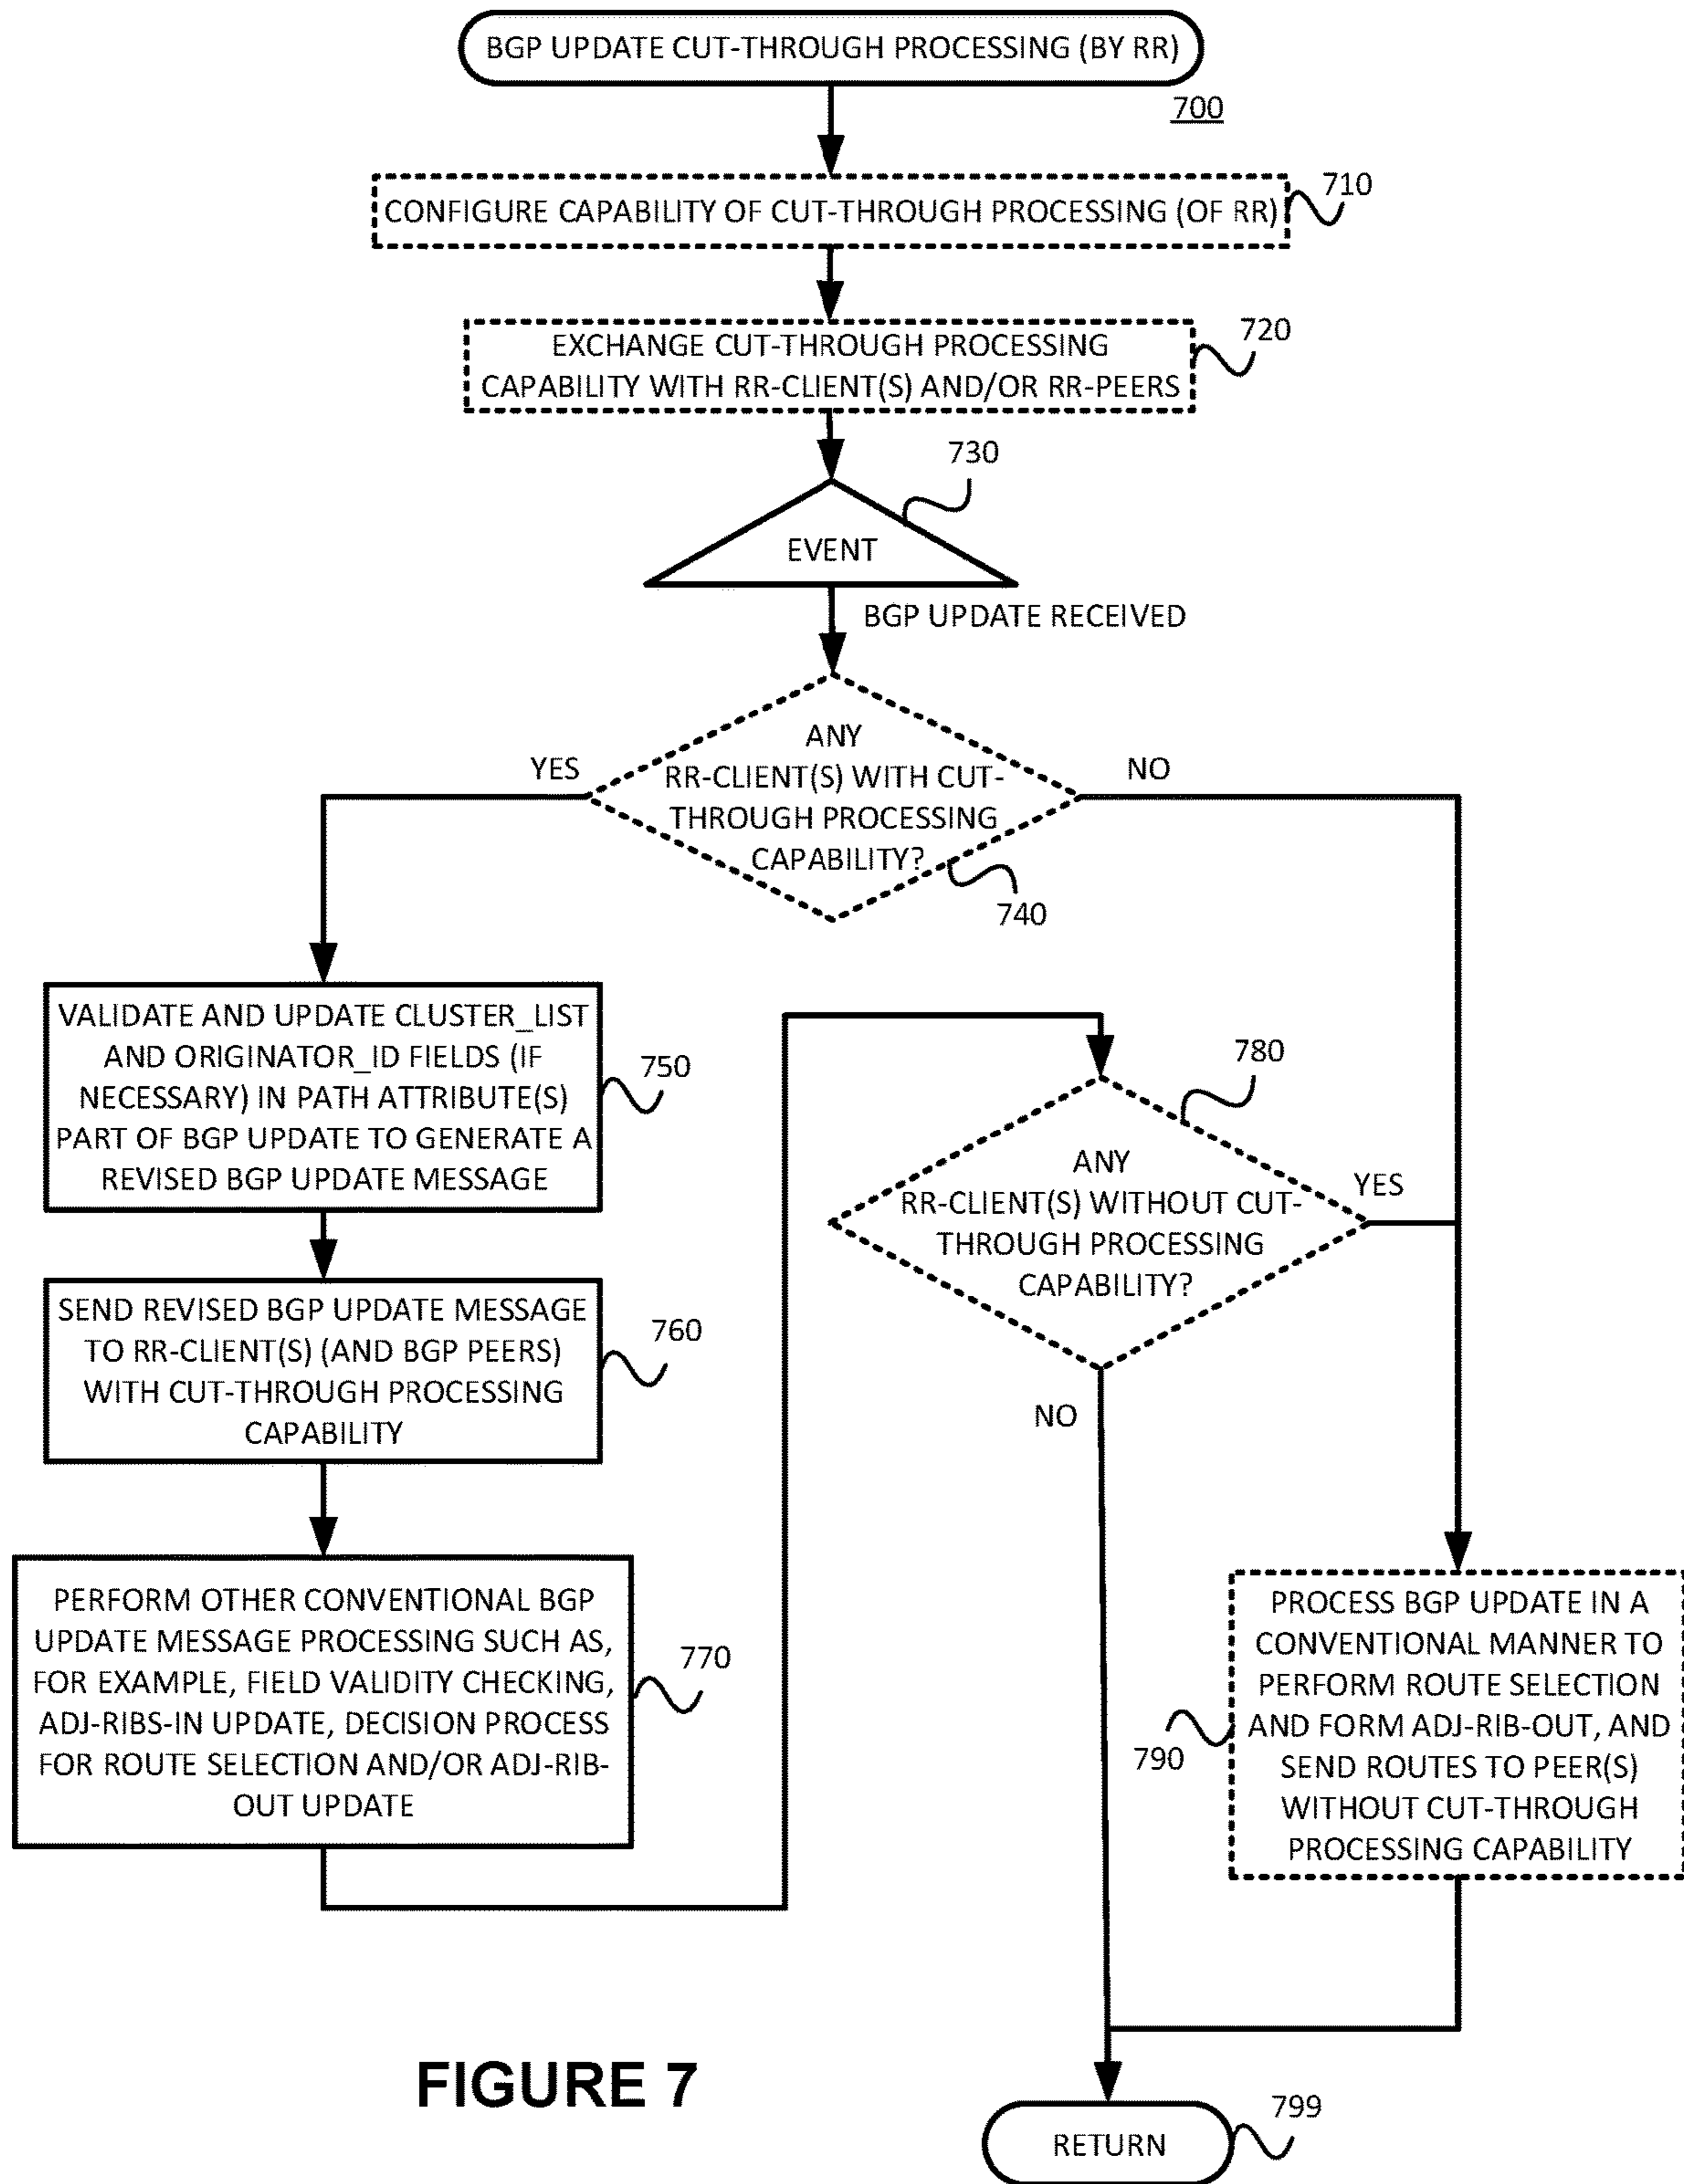 BGP UPDATE CUT-THROUGH PROCESSING (BY RR)
700
CONFIGURE CAPABILITY OF CUT-THROUGH PROCESSING (OF RR)
710
EXCHANGE CUT-THROUGH PROCESSING
CAPABILITY WITH RR-CLIENT(S) AND/OR RR-PEERS
720
730
EVENT
BGP UPDATE RECEIVED
YES
ANY
RR-CLIENT(S) WITH CUT-
THROUGH PROCESSING
CAPABILITY?
NO
740
VALIDATE AND UPDATE CLUSTER_LIST
AND ORIGINATOR_ID FIELDS (IF
NECESSARY) IN PATH ATTRIBUTE(S)
PART OF BGP UPDATE TO GENERATE A
REVISED BGP UPDATE MESSAGE
750
SEND REVISED BGP UPDATE MESSAGE
TO RR-CLIENT(S) (AND BGP PEERS)
WITH CUT-THROUGH PROCESSING
CAPABILITY
760
PERFORM OTHER CONVENTIONAL BGP
UPDATE MESSAGE PROCESSING SUCH AS,
FOR EXAMPLE, FIELD VALIDITY CHECKING,
ADJ-RIBS-IN UPDATE, DECISION PROCESS
FOR ROUTE SELECTION AND/OR ADJ-RIB-
OUT UPDATE
770
780
ANY
RR-CLIENT(S) WITHOUT CUT-
THROUGH PROCESSING
CAPABILITY?
YES
NO
PROCESS BGP UPDATE IN A
CONVENTIONAL MANNER TO
PERFORM ROUTE SELECTION
AND FORM ADJ-RIB-OUT, AND
SEND ROUTES TO PEER(S)
WITHOUT CUT-THROUGH
PROCESSING CAPABILITY
790
FIGURE 7
RETURN
799